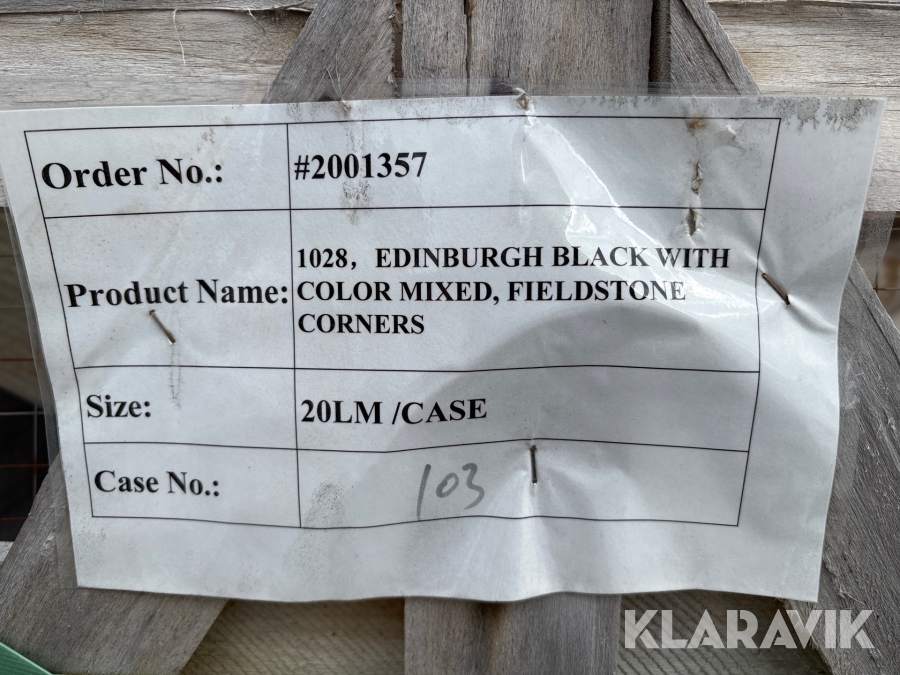 Order No.: #2001357
Product Name: 1028, EDINBURGH BLACK WITH
COLOR MIXED, FIELDSTONE
CORNERS
Size: 20LM /CASE
Case No.: 103
KLARAVIK